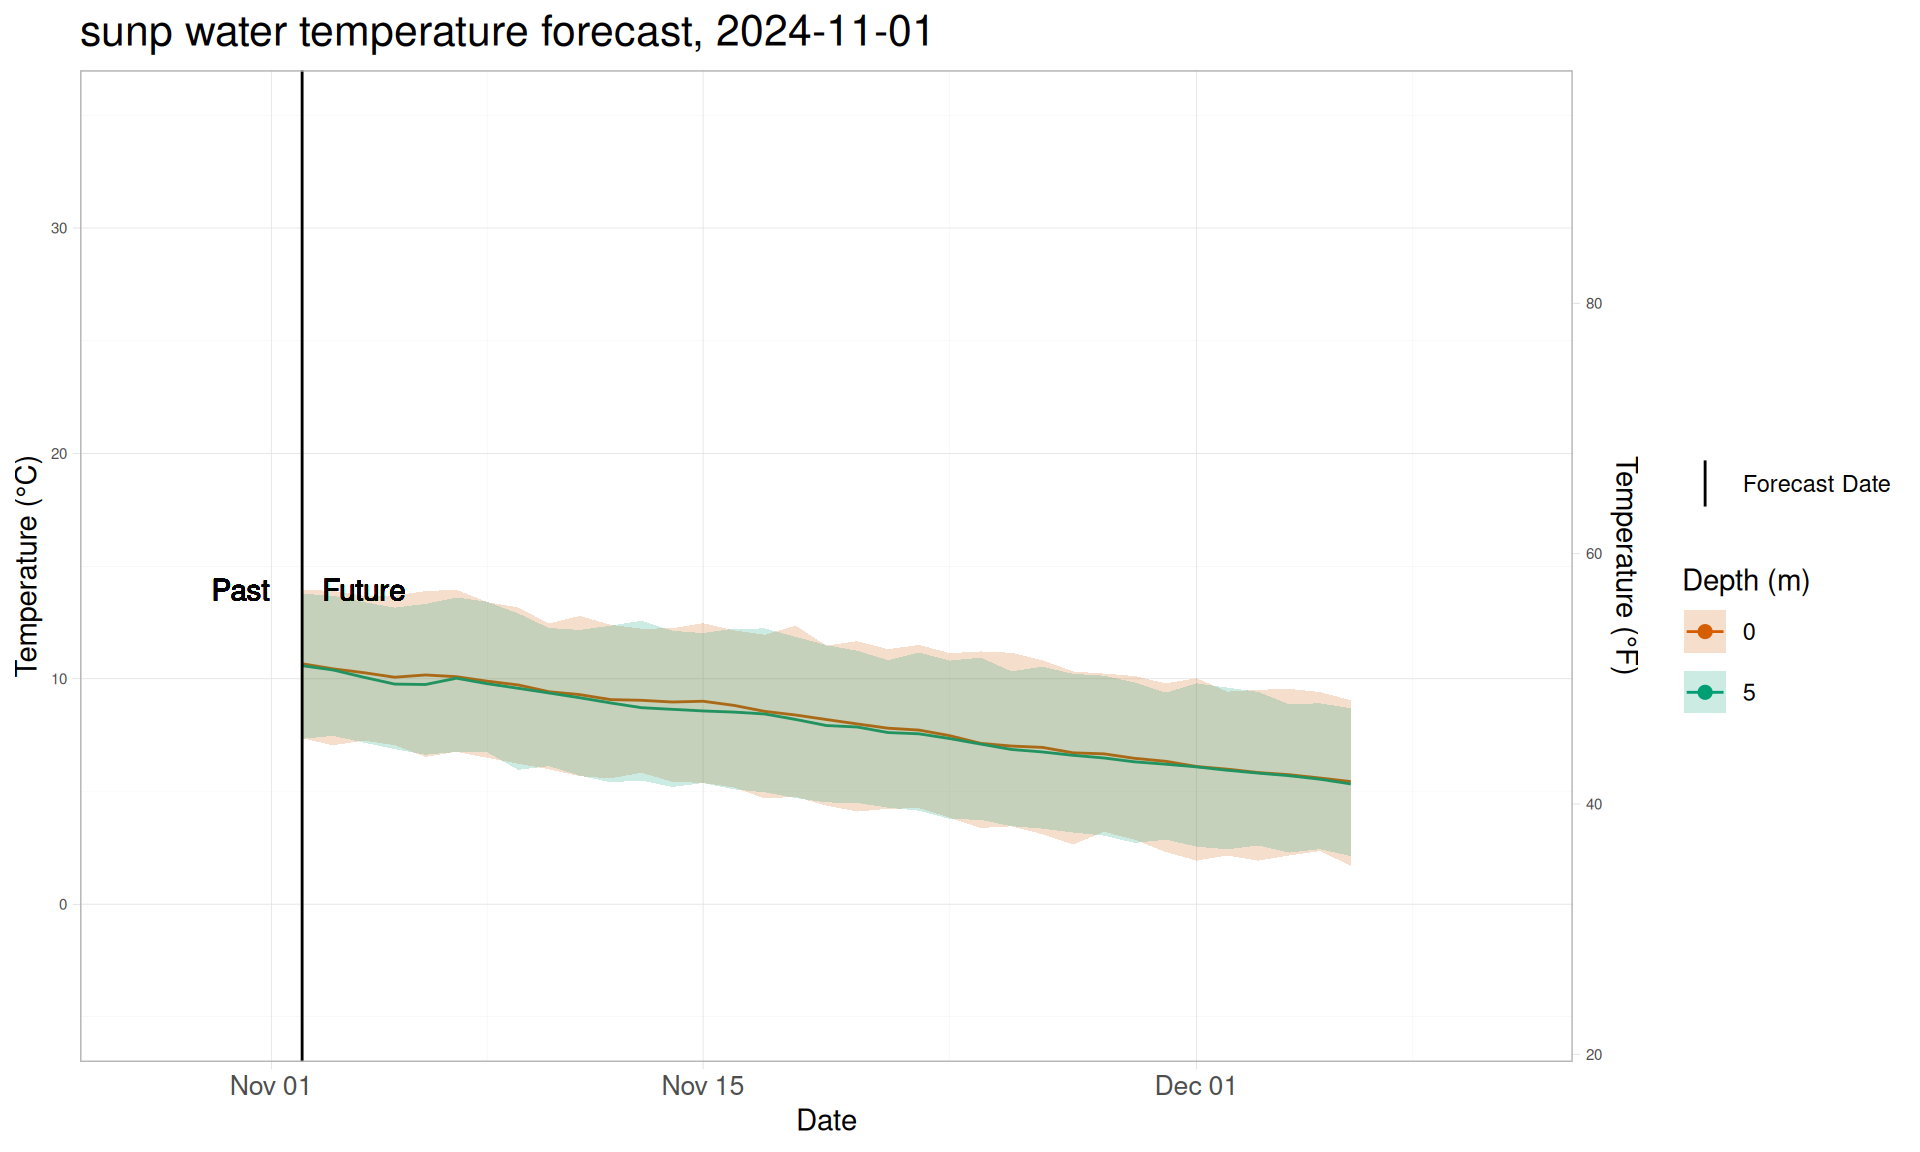 sunp water temperature forecast, 2024-11-01
Temperature (°C)
30
20
10
0
Past
Future
Nov 01
Nov 15
Dec 01
Date
80
60
40
20
Temperature (°F)
Forecast Date
Depth (m)
0
5